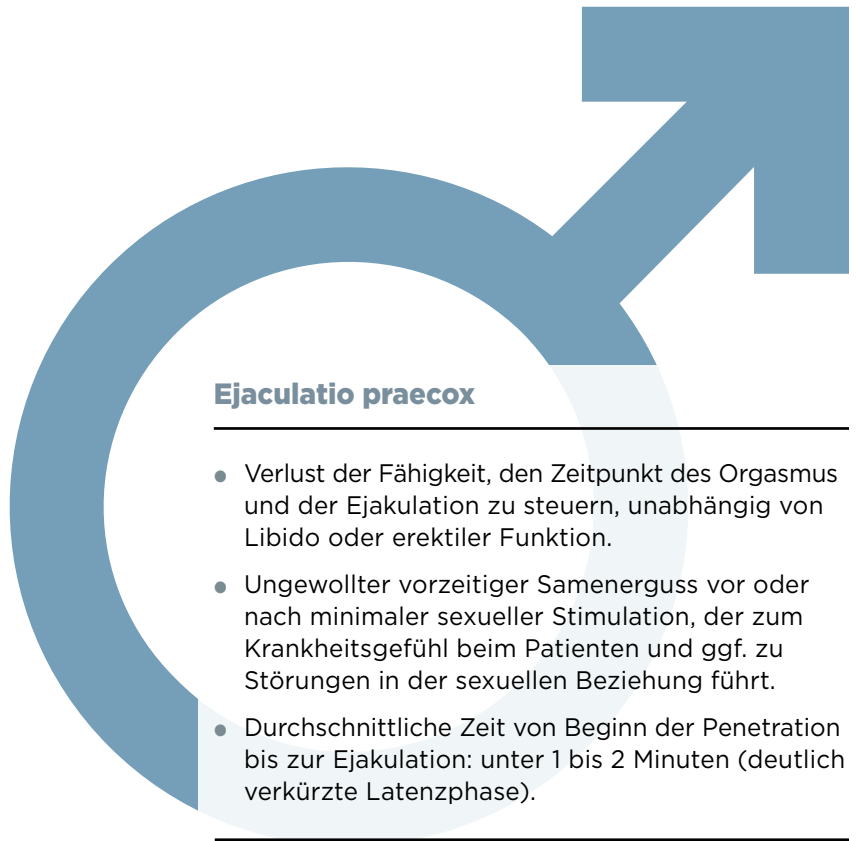 Ejaculatio praecox
• Verlust der Fähigkeit, den Zeitpunkt des Orgasmus
und der Ejakulation zu steuern, unabhängig von
Libido oder erektiler Funktion.
• Ungewollter vorzeitiger Samenerguss vor oder
nach minimaler sexueller Stimulation, der zum
Krankheitsgefühl beim Patienten und ggf. zu
Störungen in der sexuellen Beziehung führt.
• Durchschnittliche Zeit von Beginn der Penetration
bis zur Ejakulation: unter 1 bis 2 Minuten (deutlich
verkürzte Latenzphase).